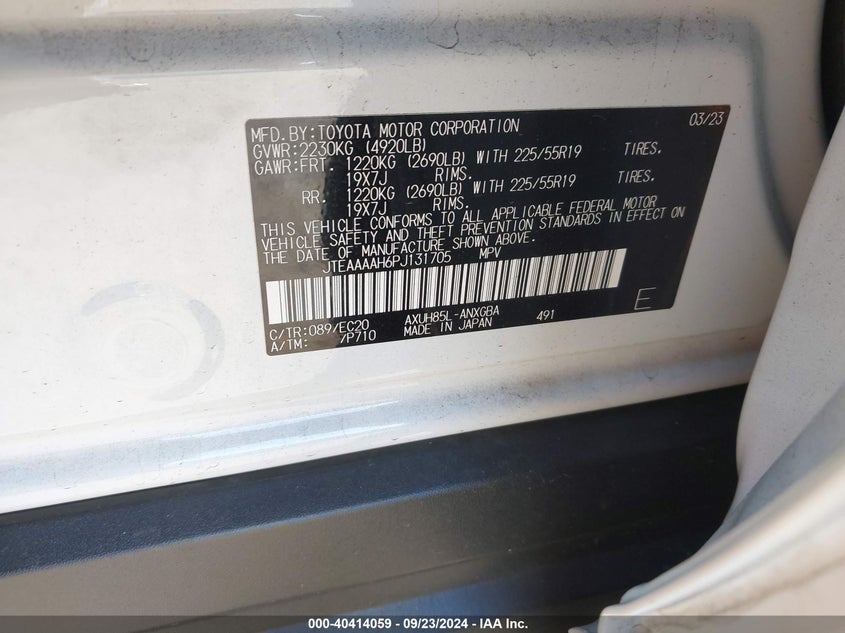 MFD.BY:TOYOTA MOTOR CORPORATION 03/23
GVWR:2230KG (4920LB)
GAWR:FRT. 1220KG (2690LB) WITH 225/55R19 TIRES.
19X7J RIMS.
RR. 1220KG (2690LB) WITH 225/55R19 TIRES.
19X7J RIMS.
THIS VEHICLE CONFORMS TO ALL APPLICABLE FEDERAL MOTOR
VEHICLE SAFETY AND THEFT PREVENTION STANDARDS IN EFFECT ON
THE DATE OF MANUFACTURE SHOWN ABOVE.
JTEAAAAH6PJ131705 MPV
E
C/TR:089/EC20 AXUH85L-ANXGBA 491
A/TM: /P710 MADE IN JAPAN
000-40414059 - 09/23/2024 - IAA Inc.